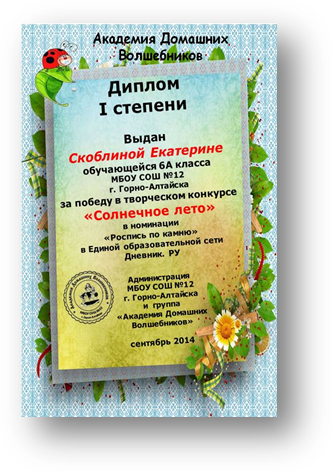 Академия Домашних
Волшебников
Диплом
I степени
Выдан
Скоблиной Екатерине
обучающейся 6А класса
МБОУ СОШ №12
г. Горно-Алтайска
за победу в творческом конкурсе
«Солнечное лето»
в номинации
«Роспись по камню»
в Единой образовательной сети
Дневник. РУ
Администрация
МБОУ СОШ №12
г. Горно-Алтайска
и группа
«Академия Домашних
Волшебников»
сентябрь 2014